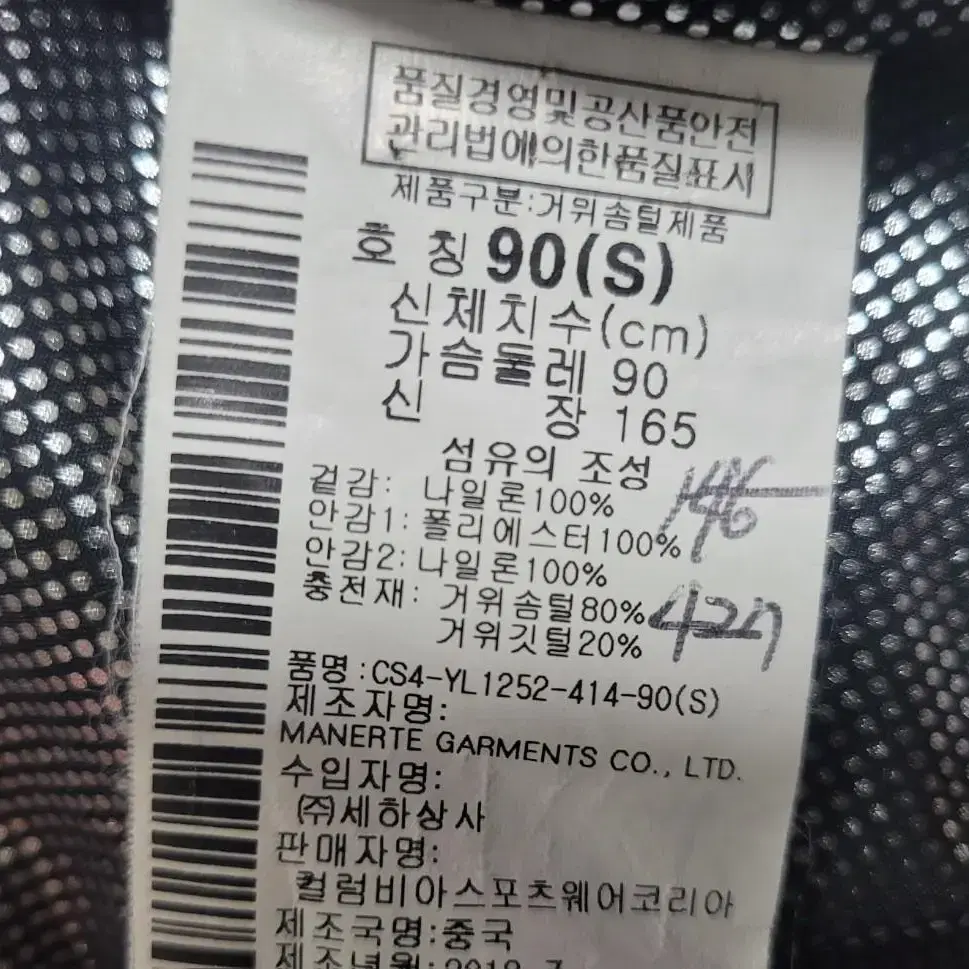 품질경영및공산품안전
관리법에의한품질표시
제품구분:거위솜털제품
호 칭 90(S)
신체치수(cm)
가슴둘레 90
신 장 165
섬유의 조성
겉감: 나일론100%
안감1: 폴리에스터100%
안감2: 나일론100%
충전재: 거위솜털80%
거위깃털20%
품명:CS4-YL1252-414-90(S)
제조자명:
MANERTE GARMENTS CO., LTD.
수입자명:
㈜세하상사
판매자명:
컬럼비아스포츠웨어코리아
제조국명:중국
제조년월: